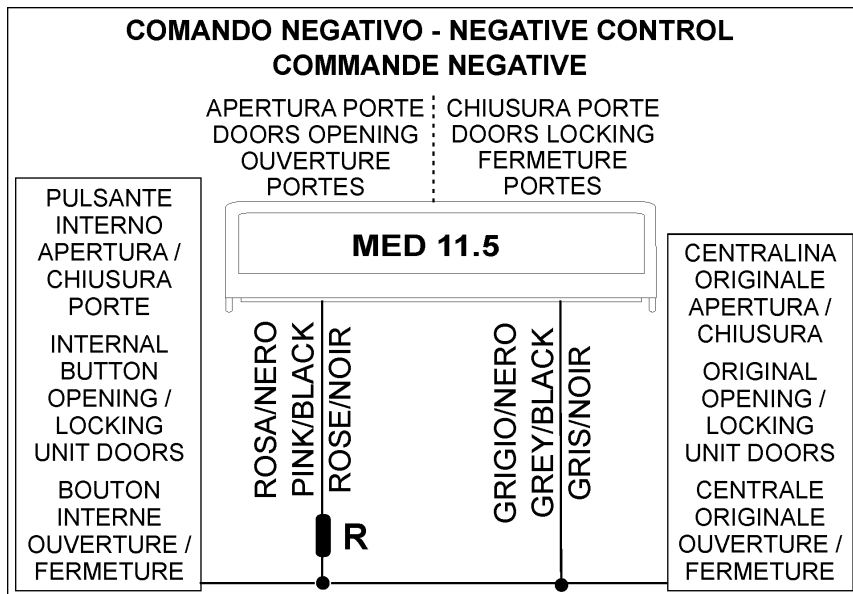 COMANDO NEGATIVO - NEGATIVE CONTROL
COMMANDE NEGATIVE
APERTURA PORTE
DOORS OPENING
OUVERTURE
PORTES
CHIUSURA PORTE
DOORS LOCKING
FERMETURE
PORTES
PULSANTE
INTERNO
APERTURA /
CHIUSURA
PORTE
INTERNAL
BUTTON
OPENING /
LOCKING
UNIT DOORS
BOUTON
INTERNE
OUVERTURE /
FERMETURE
MED 11.5
ROSA/NERO
PINK/BLACK
ROSE/NOIR
R
GRIGIO/NERO
GREY/BLACK
GRIS/NOIR
CENTRALINA
ORIGINALE
APERTURA /
CHIUSURA
ORIGINAL
OPENING /
LOCKING
UNIT DOORS
CENTRALE
ORIGINALE
OUVERTURE /
FERMETURE